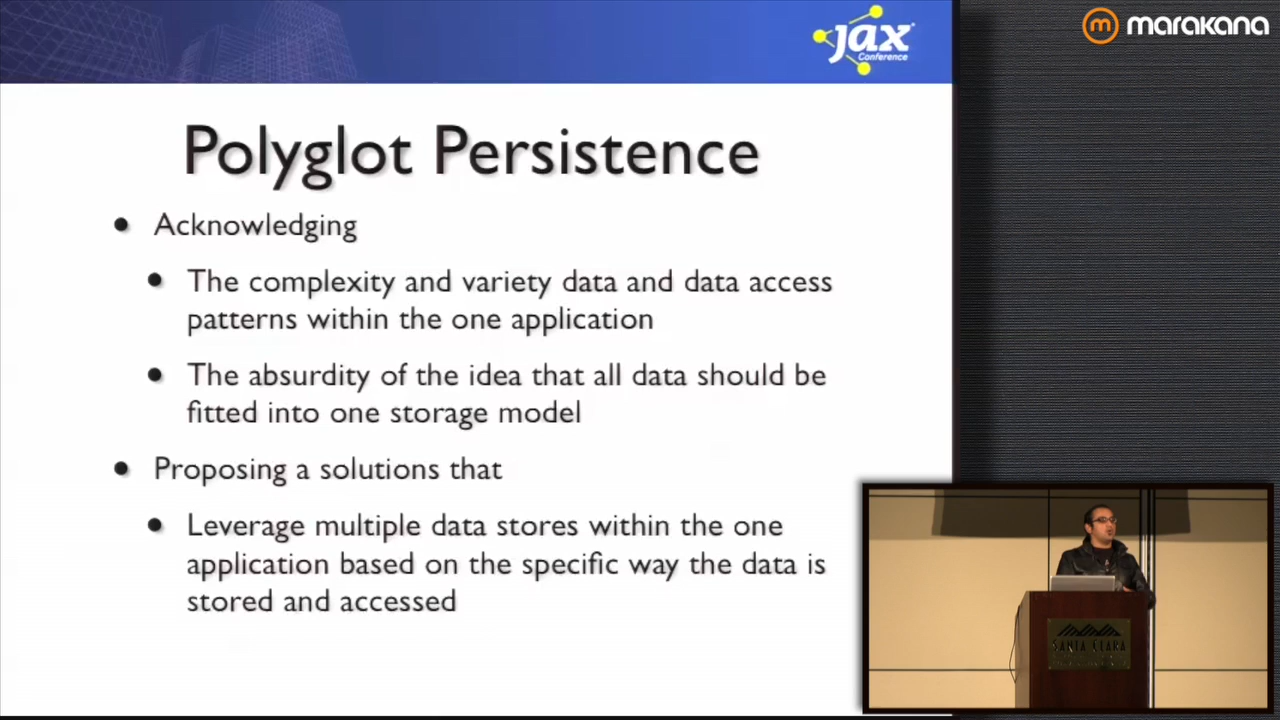 jax
Conference
marakana
Polyglot Persistence
Acknowledging
The complexity and variety data and data access
patterns within the one application
The absurdity of the idea that all data should be
fitted into one storage model
Proposing a solutions that
Leverage multiple data stores within the one
application based on the specific way the data is
stored and accessed
SANTA CLARA